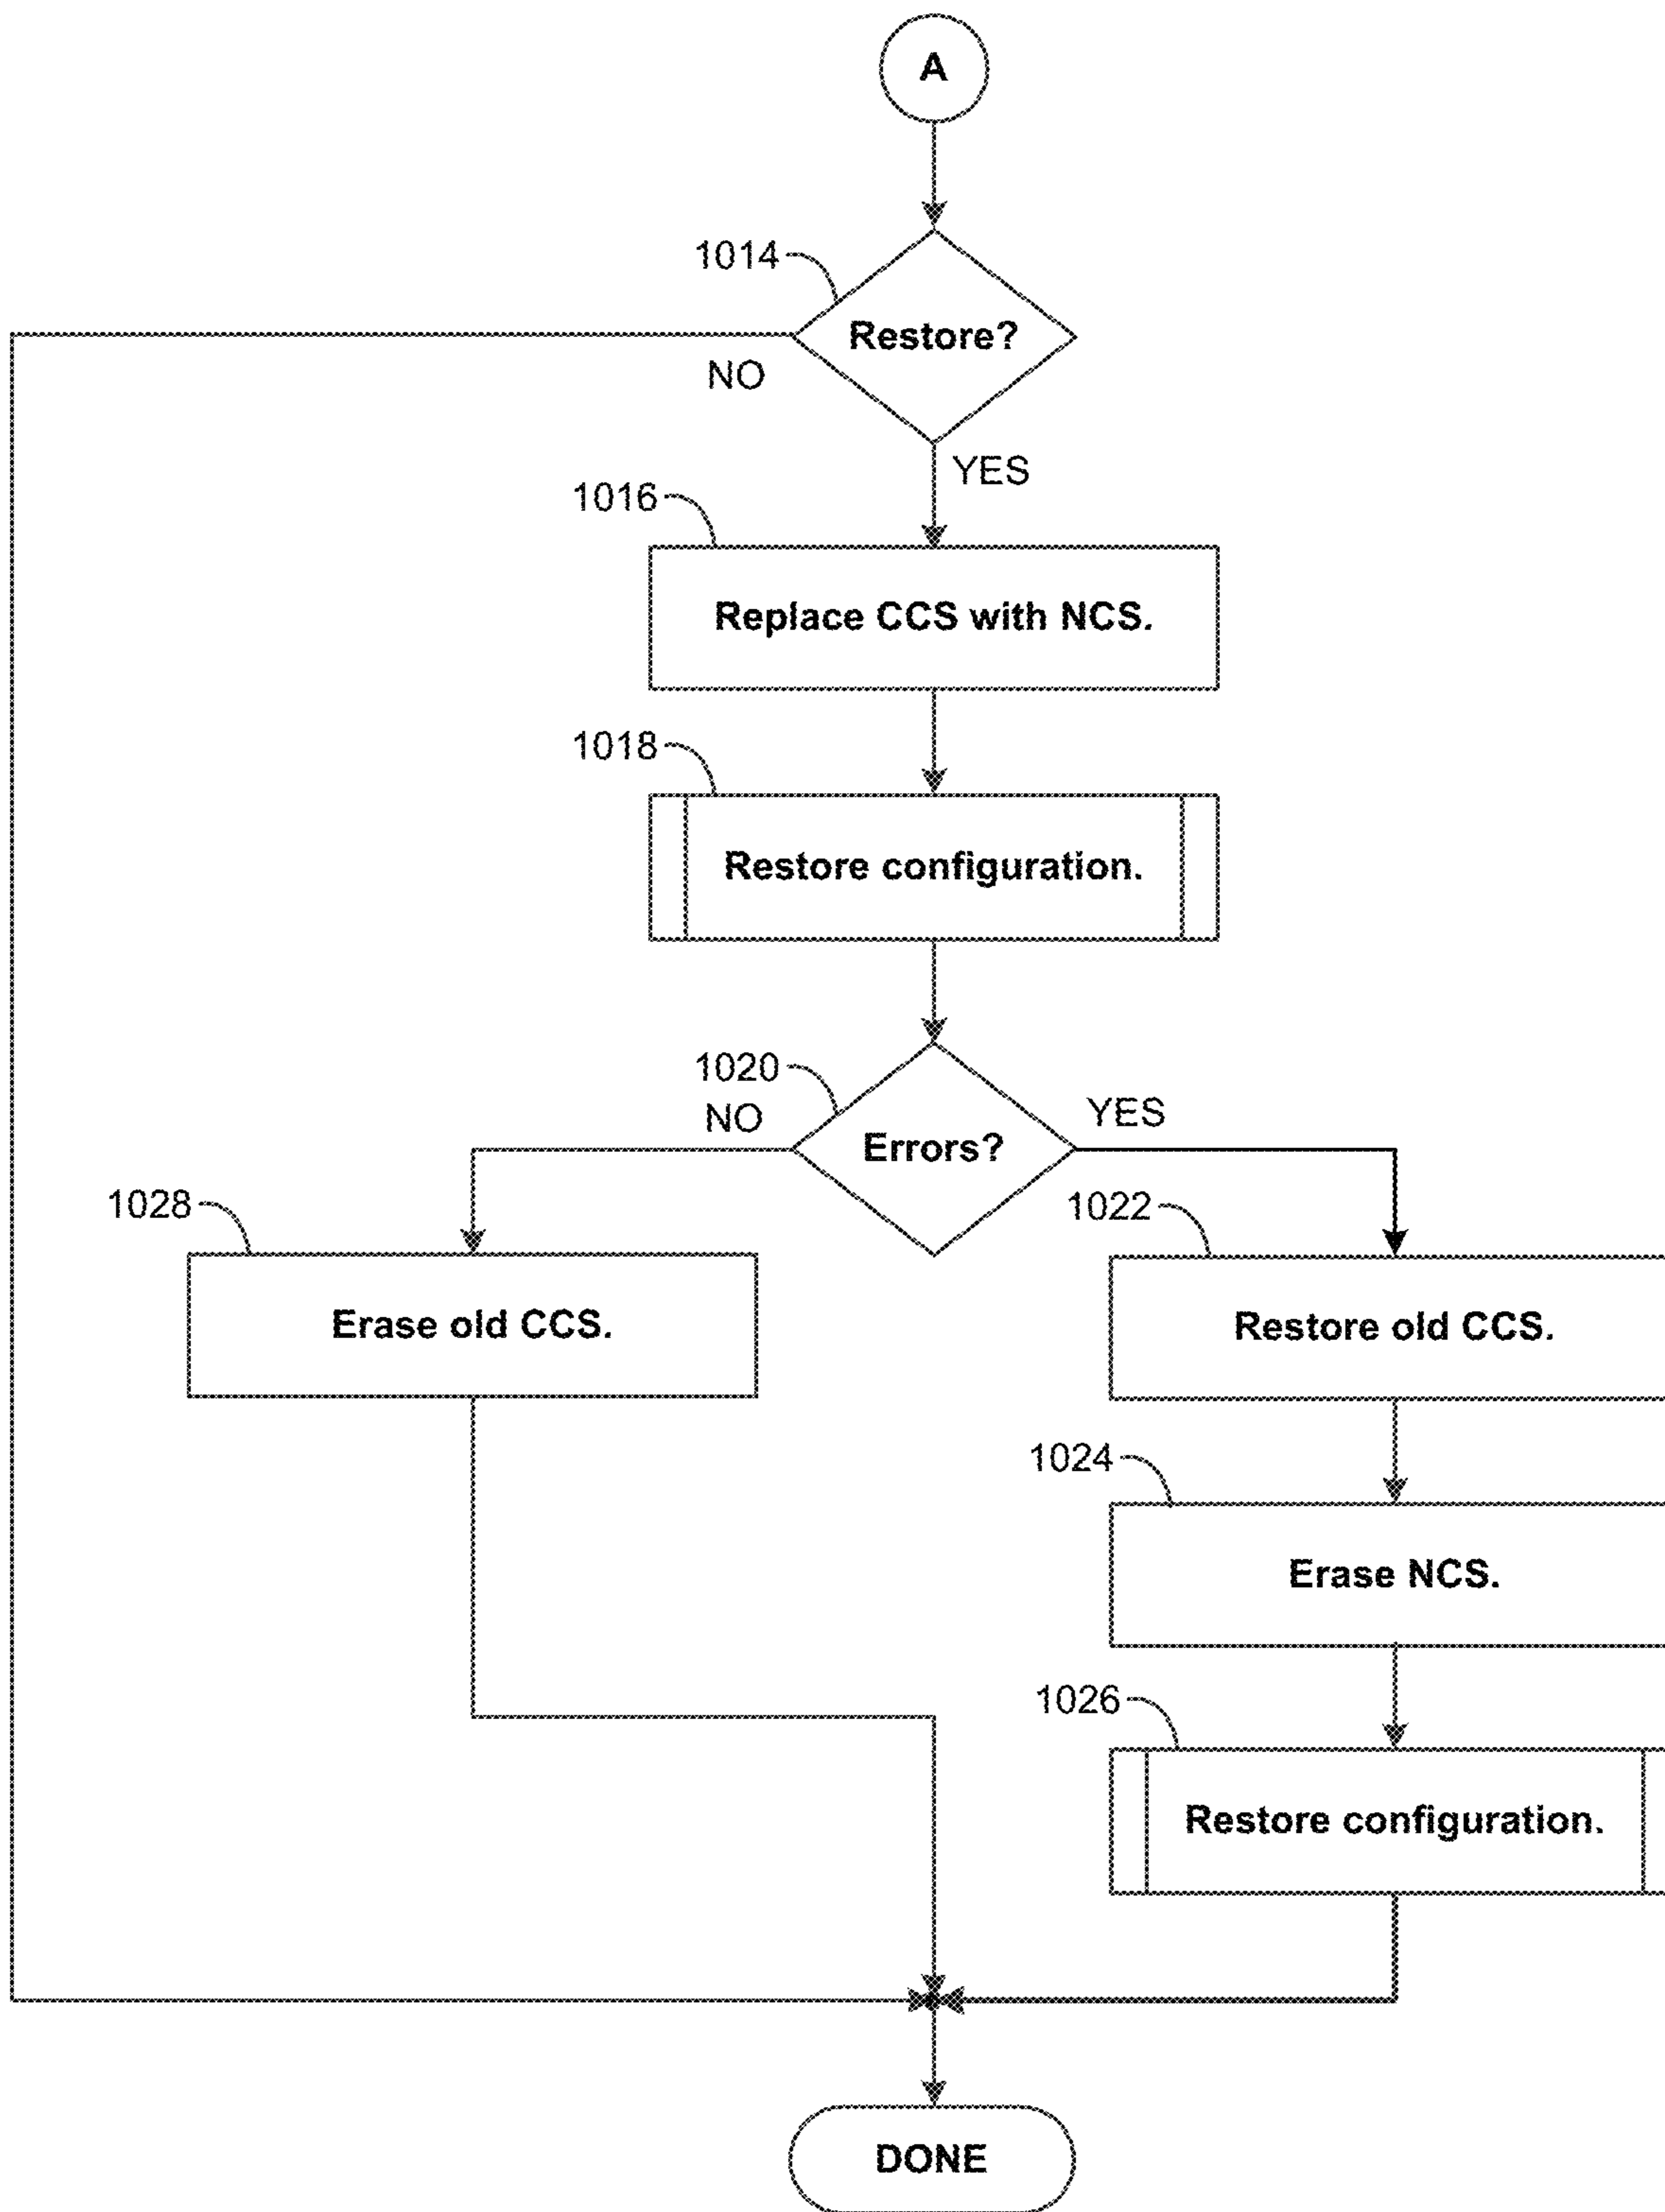 A
1014
Restore?
NO
YES
1016
Replace CCS with NCS.
1018
Restore configuration.
1020
NO
YES
Errors?
1028
1022
Erase old CCS.
Restore old CCS.
1024
Erase NCS.
1026
Restore configuration.
DONE